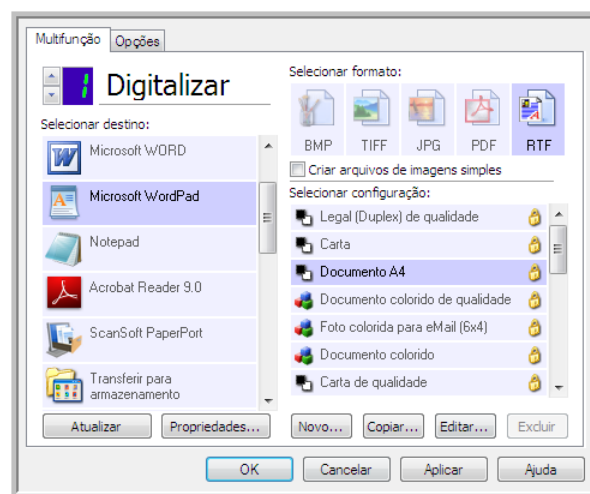 Multifunção
Opções
1 Digitalizar
Selecionar destino:
Microsoft WORD
Microsoft WordPad
Notepad
Acrobat Reader 9.0
ScanSoft PaperPort
Transferir para
armazenamento
Atualizar
Propriedades...
Selecionar formato:
BMP TIFF JPG PDF RTF
Criar arquivos de imagens simples
Selecionar configuração:
Legal (Duplex) de qualidade
Carta
Documento A4
Documento colorido de qualidade
Foto colorida para eMail (6x4)
Documento colorido
Carta de qualidade
Novo... Copiar... Editar... Excluir
OK Cancelar Aplicar Ajuda